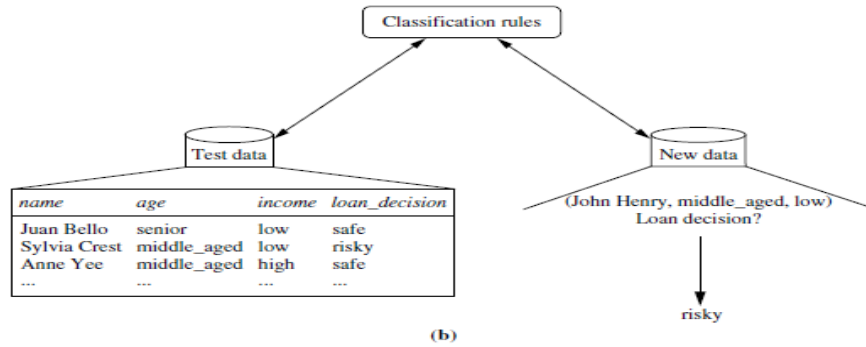 Classification rules
Test data
name age income loan_decision
Juan Bello senior low safe
Sylvia Crest middle_aged low risky
Anne Yee middle_aged high safe
... ... ... ...
New data
(John Henry, middle_aged, low)
Loan decision?
risky
(b)